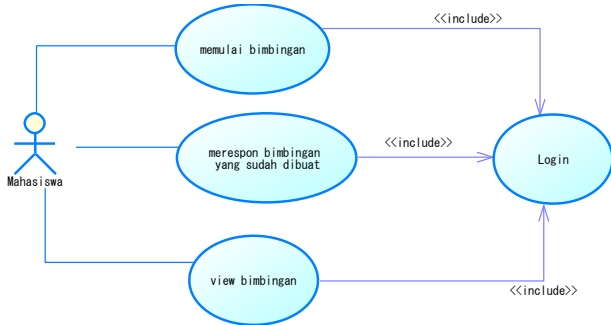 <<include>>
memulai bimbingan
<<include>>
merespon bimbingan
yang sudah dibuat
Login
Mahasiswa
view bimbingan
<<include>>